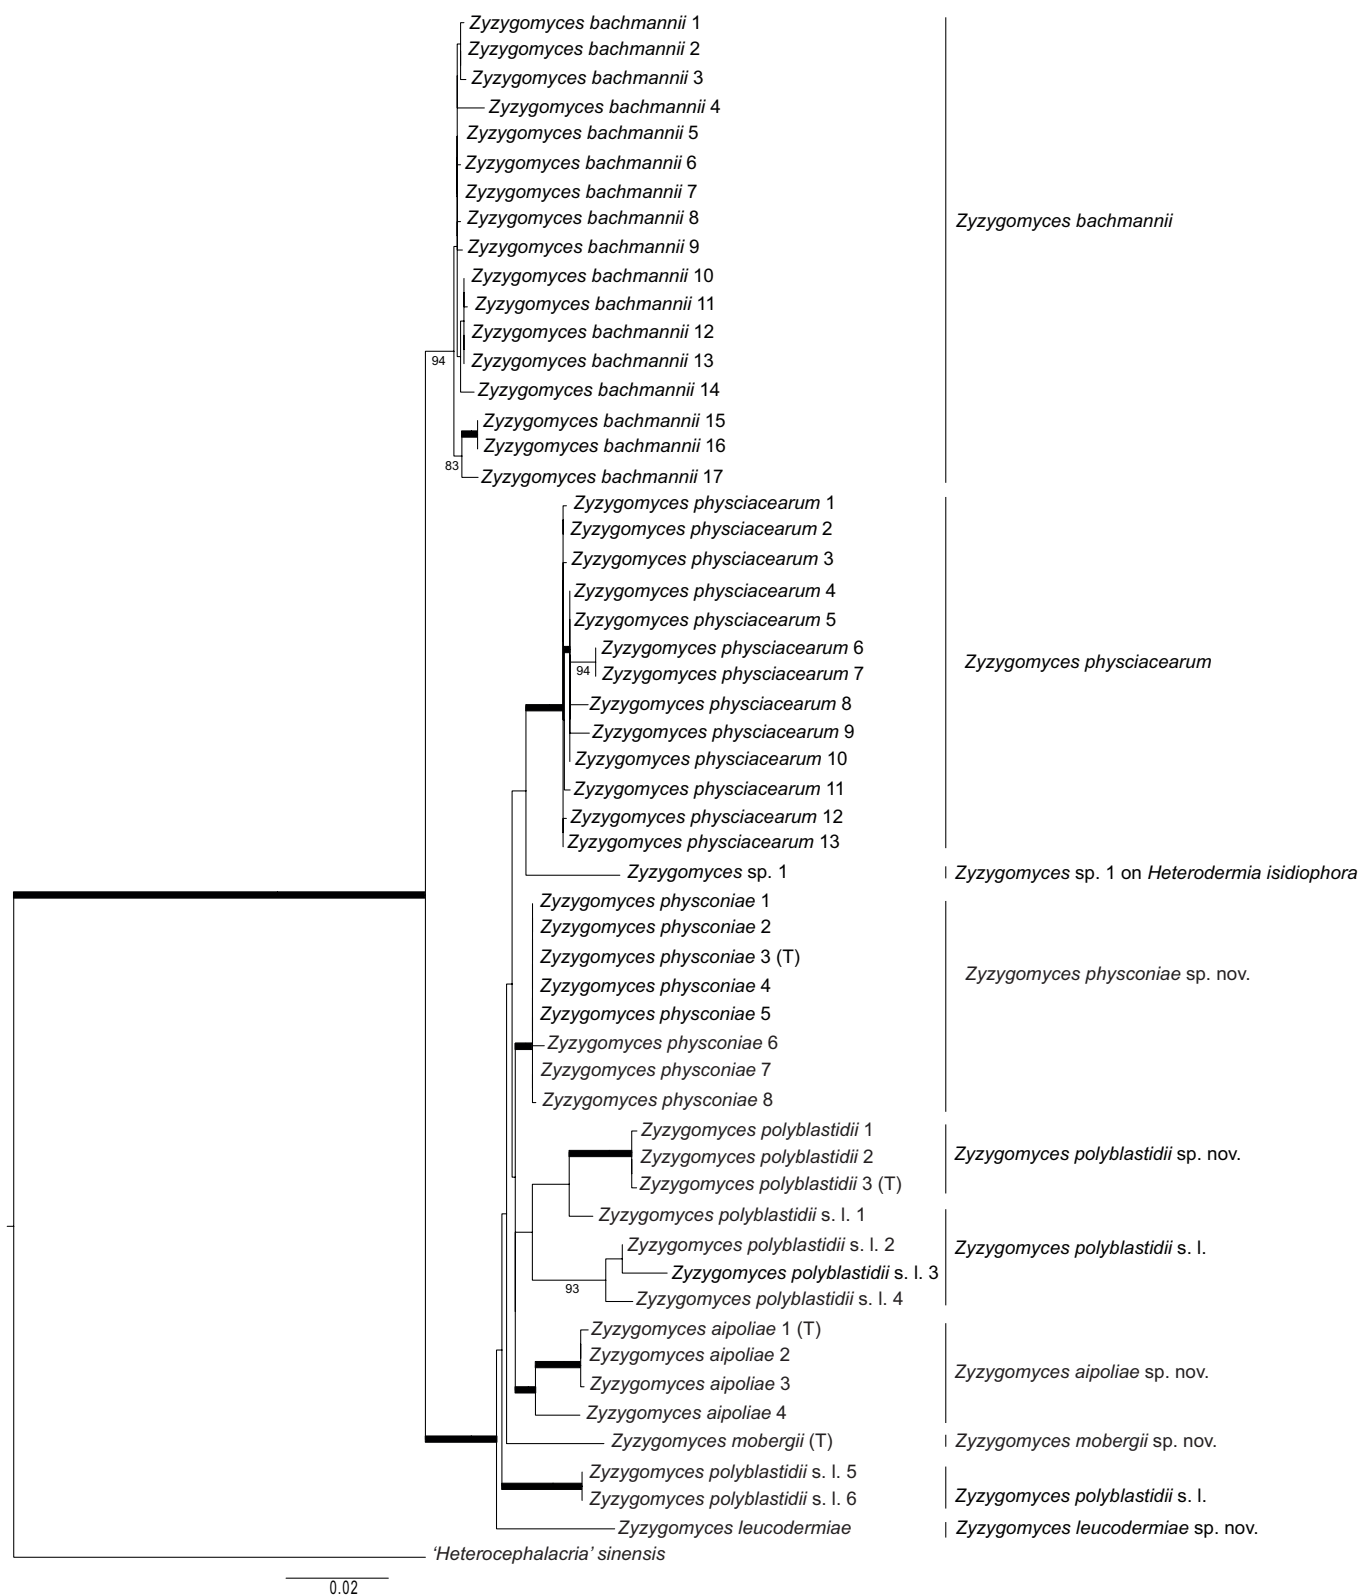 Zyzygomyces bachmannii 1
Zyzygomyces bachmannii 2
Zyzygomyces bachmannii 3
Zyzygomyces bachmannii 4
Zyzygomyces bachmannii 5
Zyzygomyces bachmannii 6
Zyzygomyces bachmannii 7
Zyzygomyces bachmannii 8
Zyzygomyces bachmannii
Zyzygomyces bachmannii 9
Zyzygomyces bachmannii 10
Zyzygomyces bachmannii 11
Zyzygomyces bachmannii 12
Zyzygomyces bachmannii 13
94
Zyzygomyces bachmannii 14
Zyzygomyces bachmannii 15
Zyzygomyces bachmannii 16
83
Zyzygomyces bachmannii 17
Zyzygomyces physciacearum 1
Zyzygomyces physciacearum 2
Zyzygomyces physciacearum 3
Zyzygomyces physciacearum 4
Zyzygomyces physciacearum 5
Zyzygomyces physciacearum 6
Zyzygomyces physciacearum
94
Zyzygomyces physciacearum 7
Zyzygomyces physciacearum 8
Zyzygomyces physciacearum 9
Zyzygomyces physciacearum 10
Zyzygomyces physciacearum 11
Zyzygomyces physciacearum 12
Zyzygomyces physciacearum 13
Zyzygomyces sp. 1
Zyzygomyces sp. 1 on Heterodermia isidiophora
Zyzygomyces physconiae 1
Zyzygomyces physconiae 2
Zyzygomyces physconiae 3 (T)
Zyzygomyces physconiae sp. nov.
Zyzygomyces physconiae 4
Zyzygomyces physconiae 5
Zyzygomyces physconiae 6
Zyzygomyces physconiae 7
Zyzygomyces physconiae 8
Zyzygomyces polyblastidii 1
Zyzygomyces polyblastidii 2
Zyzygomyces polyblastidii sp. nov.
Zyzygomyces polyblastidii 3 (T)
Zyzygomyces polyblastidii s. l. 1
Zyzygomyces polyblastidii s. l. 2
Zyzygomyces polyblastidii s. l.
Zyzygomyces polyblastidii s. l. 3
93
Zyzygomyces polyblastidii s. l. 4
Zyzygomyces aipoliae 1 (T)
Zyzygomyces aipoliae 2
Zyzygomyces aipoliae sp. nov.
Zyzygomyces aipoliae 3
Zyzygomyces aipoliae 4
Zyzygomyces mobergii (T)
Zyzygomyces mobergii sp. nov.
Zyzygomyces polyblastidii s. l. 5
Zyzygomyces polyblastidii s. l. 6
Zyzygomyces polyblastidii s. l.
Zyzygomyces leucodermiae
Zyzygomyces leucodermiae sp. nov.
'Heterocephalacria' sinensis
0.02